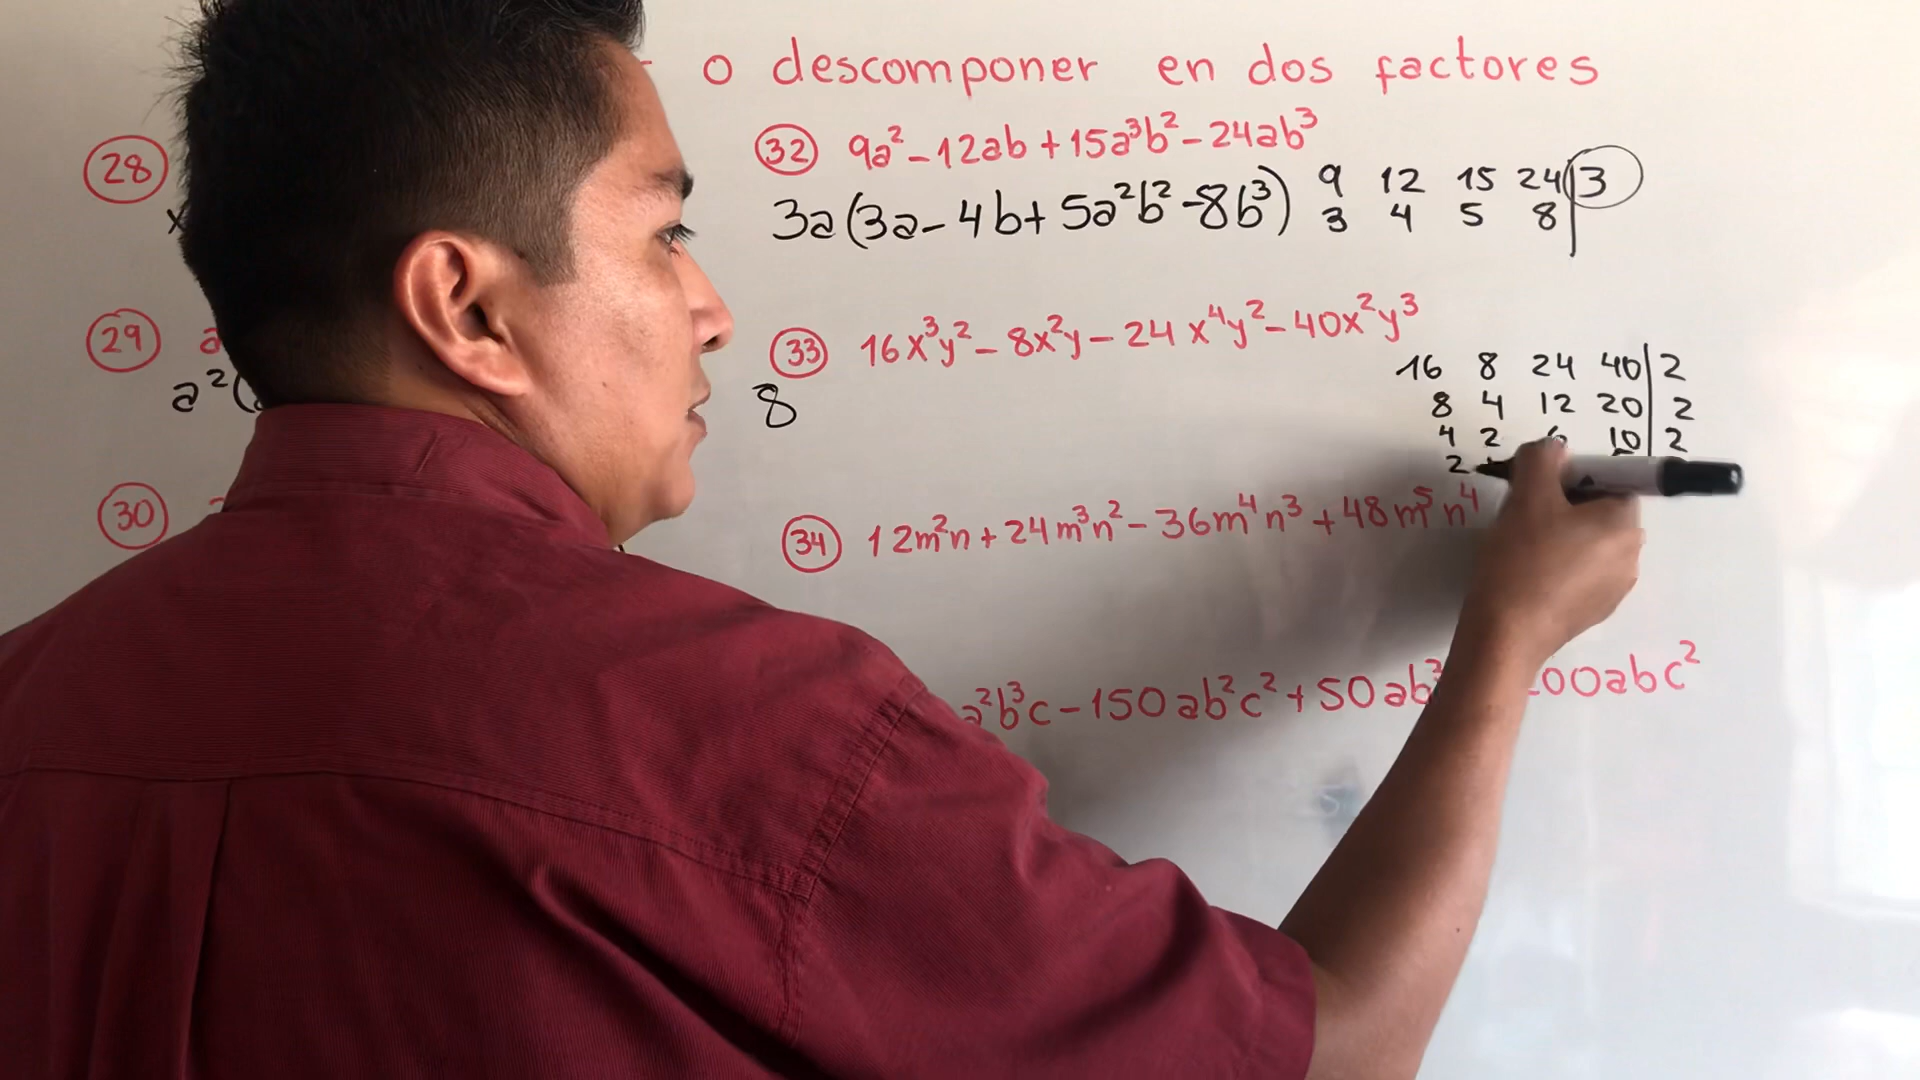 o descomponer en dos factores
28
x
29 a
a²(
30
32 9a² - 12ab + 15a³b² - 24ab³
3a(3a - 4b + 5a²b² - 8b³)
9 12 15 24 | 3
3 4 5 8
33 16x³y² - 8x²y - 24x⁴y² - 40x²y³
8
16 8 24 40 | 2
8 4 12 20 | 2
4 2 6 10 | 2
2
34 12m²n + 24m³n² - 36m⁴n³ + 48m⁵n⁴
a²b³c - 150ab²c² + 50ab³ 00abc²